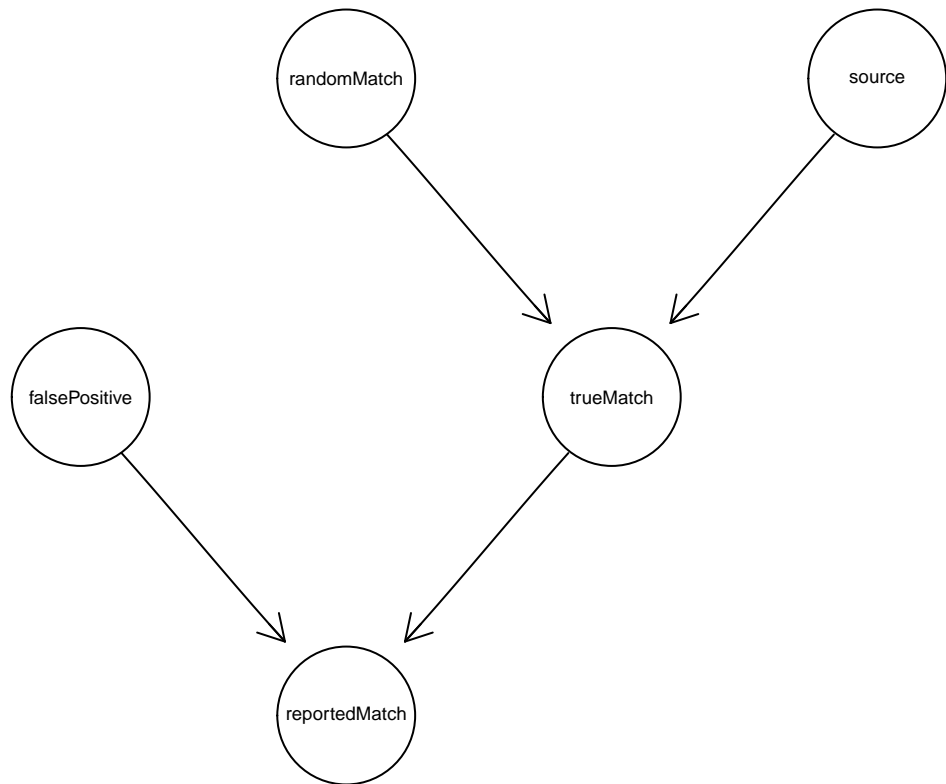 randomMatch
source
falsePositive
trueMatch
reportedMatch